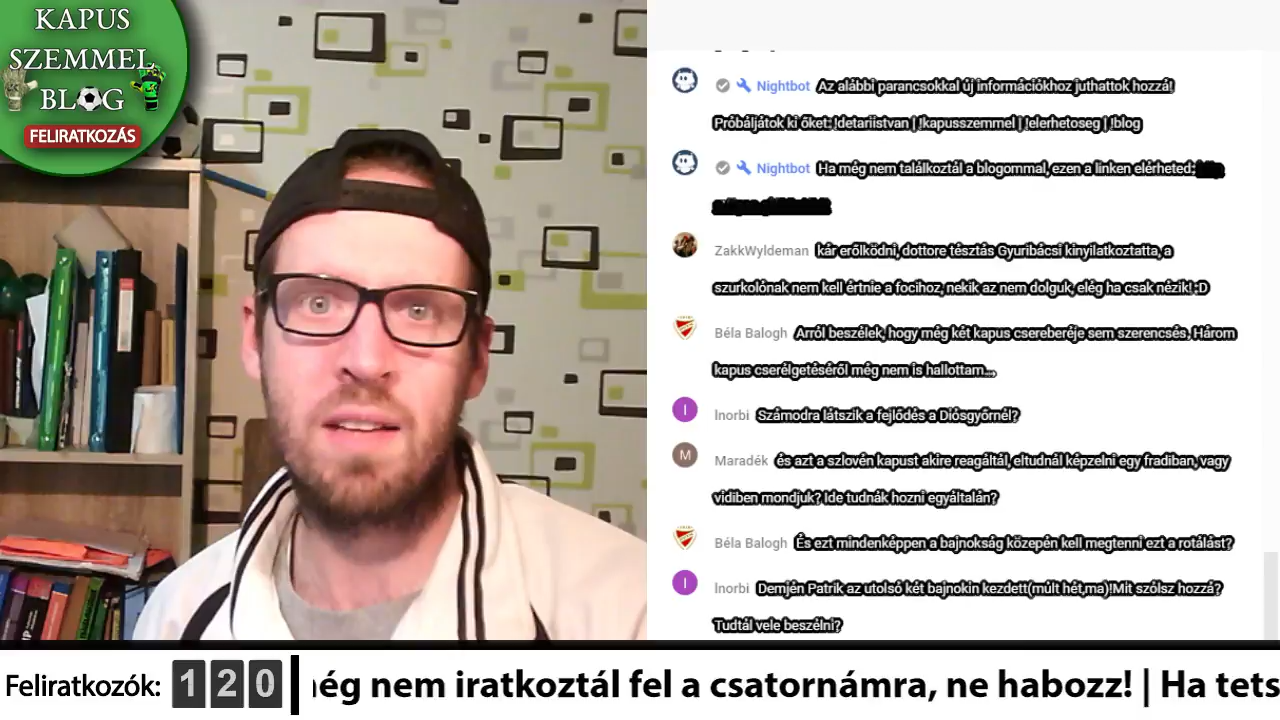 KAPUS
SZEMMEL
BLOG
FELIRATKOZÁS
Nightbot Az alábbi parancsokkal új információkhoz juthattok hozzá!
Próbáljátok ki őket: !detariistvan | !kapusszemmel | !elerhetoseg | !blog
Nightbot Ha még nem találkoztál a blogommal, ezen a linken elérheted:
ZakkWyldeman kár erőlködni, dottore tésztás Gyuribácsi kinyilatkoztatta, a
szurkolónak nem kell értnie a focihoz, nekik az nem dolguk, elég ha csak nézik! :D
Béla Balogh Arról beszélek, hogy még két kapus csereberéje sem szerencsés. Három
kapus cserélgetéséről még nem is hallottam...
Inorbi Számodra látszik a fejlődés a Diósgyőrnél?
Maradék és azt a szlovén kapust akire reagáltál, eltudnál képzelni egy fradiban, vagy
vidiben mondjuk? Ide tudnák hozni egyáltalán?
Béla Balogh És ezt mindenképpen a bajnokság közepén kell megtenni ezt a rotálást?
Inorbi Demjén Patrik az utolsó két bajnokin kezdett(múlt hét,ma)!Mit szólsz hozzá?
Tudtál vele beszélni?
Feliratkozók: 120 még nem iratkoztál fel a csatornámra, ne habozz! | Ha tets